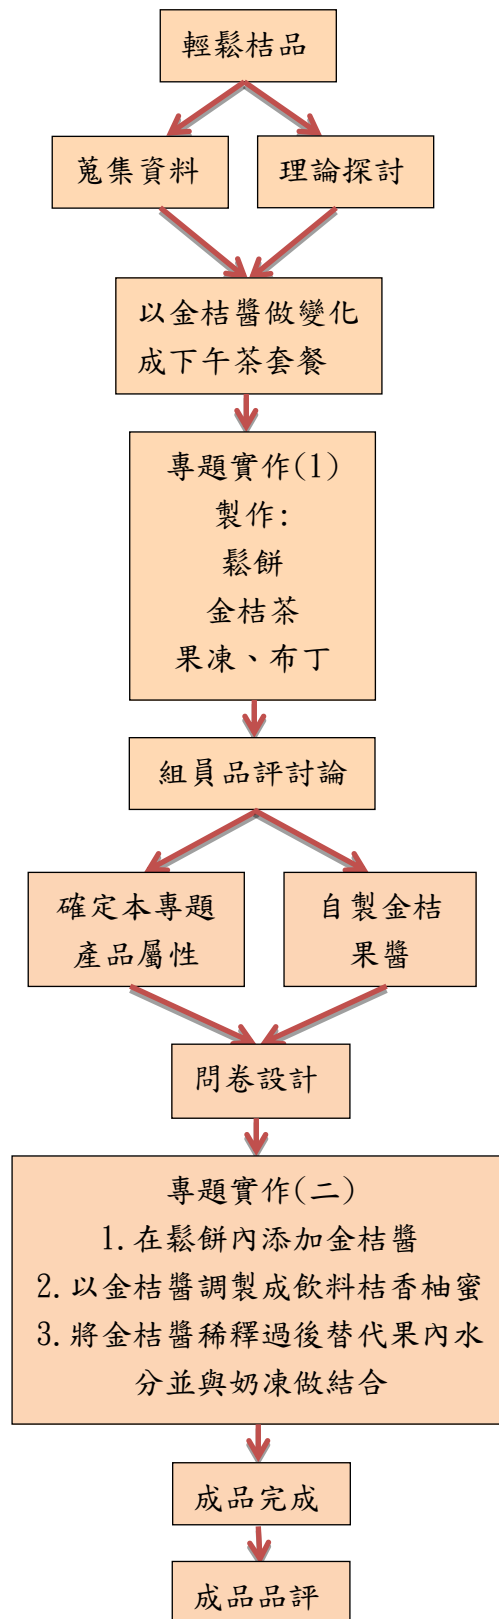 輕鬆桔品
蒐集資料
理論探討
以金桔醬做變化
成下午茶套餐
專題實作(1)
製作:
鬆餅
金桔茶
果凍、布丁
組員品評討論
確定本專題
產品屬性
自製金桔
果醬
問卷設計
專題實作(二)
1.在鬆餅內添加金桔醬
2.以金桔醬調製成飲料桔香柚蜜
3.將金桔醬稀釋過後替代果內水
分並與奶凍做結合
成品完成
成品品評